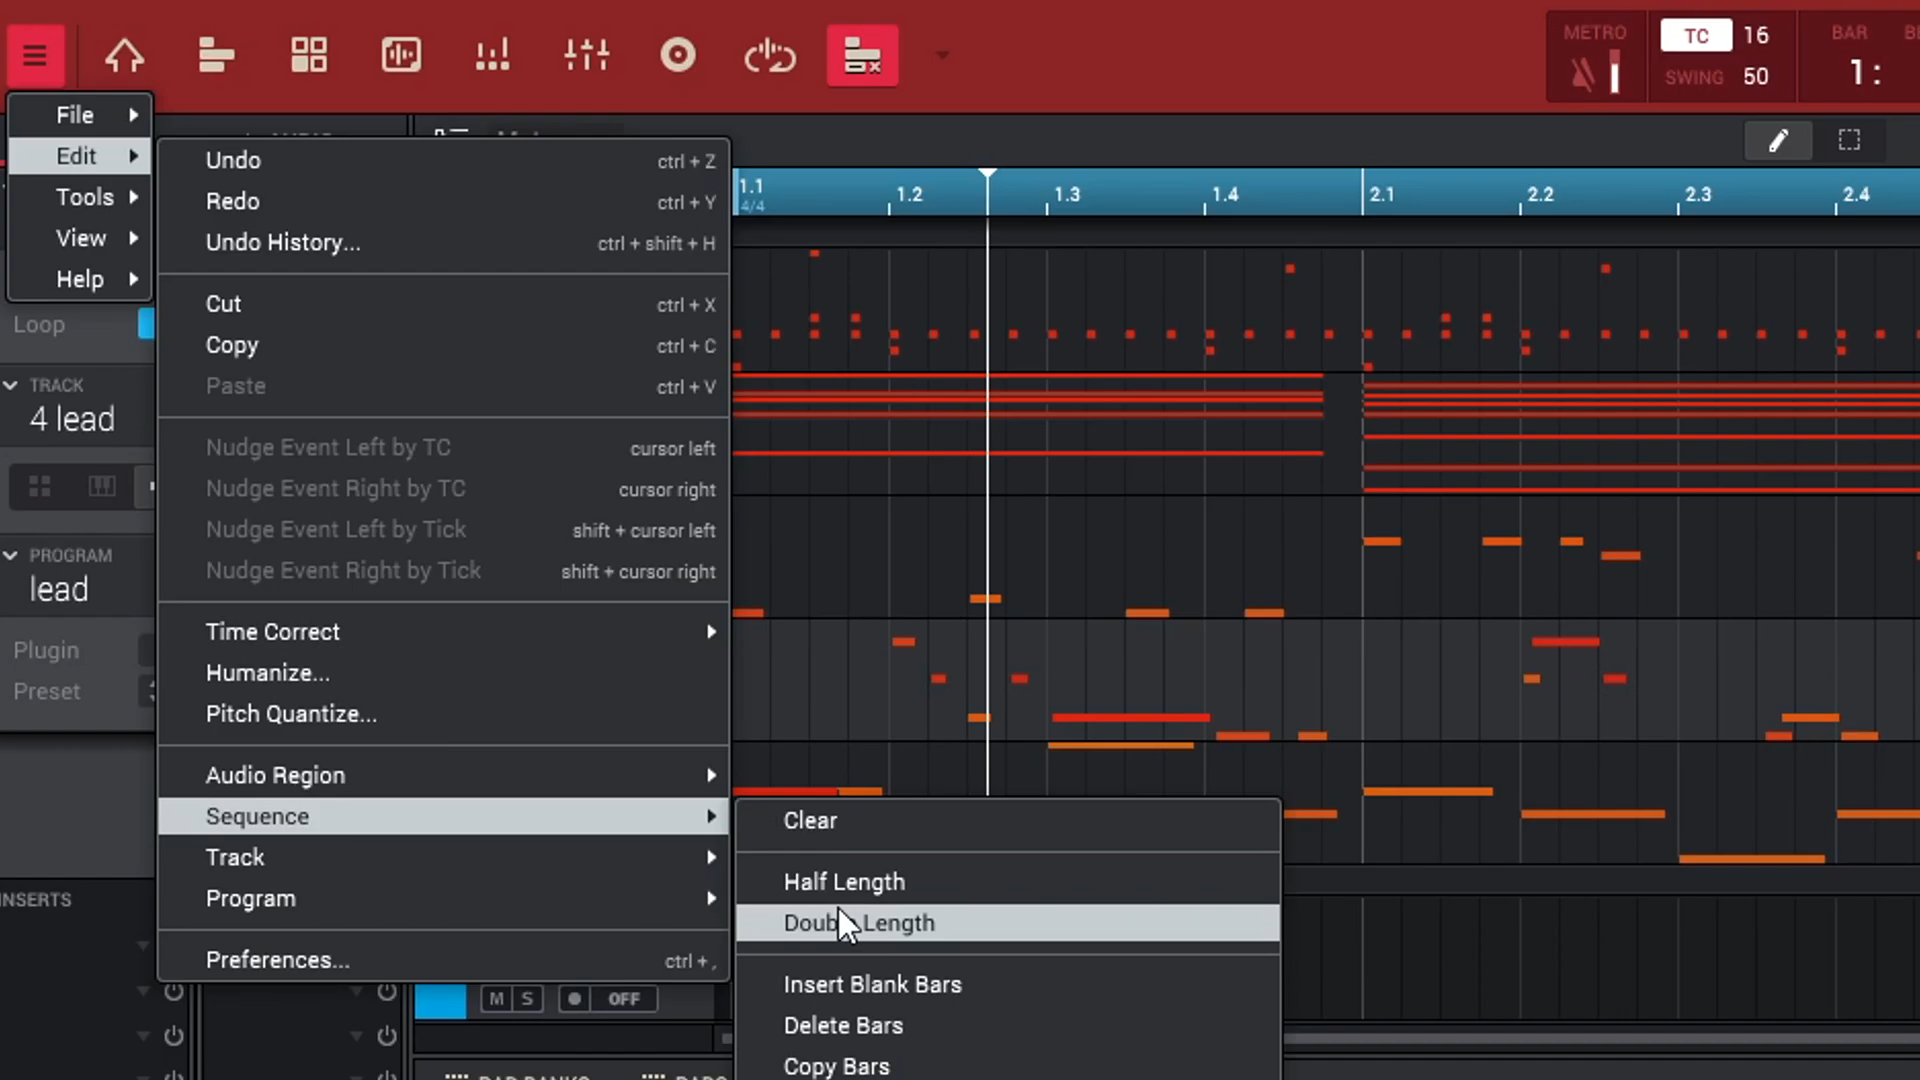 METRO
TC 16
SWING 50
BAR
1:
File
Edit
Tools
View
Help
Undo ctrl + Z
Redo ctrl + Y
Undo History... ctrl + shift + H
Cut ctrl + X
Copy ctrl + C
Paste ctrl + V
Nudge Event Left by TC cursor left
Nudge Event Right by TC cursor right
Nudge Event Left by Tick shift + cursor left
Nudge Event Right by Tick shift + cursor right
Time Correct
Humanize...
Pitch Quantize...
Audio Region
Sequence
Track
Program
Preferences... ctrl + ,
Clear
Half Length
Double Length
Insert Blank Bars
Delete Bars
Copy Bars
1.1 1.2 1.3 1.4 2.1 2.2 2.3 2.4
4/4
Loop
TRACK
4 lead
PROGRAM
lead
Plugin
Preset
INSERTS
M S OFF